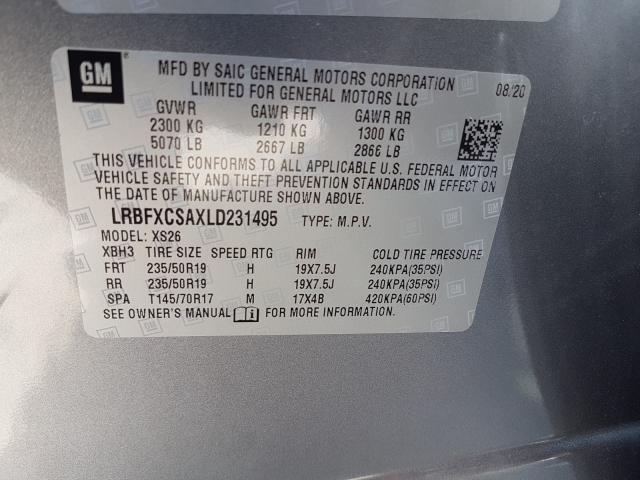 GM
MFD BY SAIC GENERAL MOTORS CORPORATION
LIMITED FOR GENERAL MOTORS LLC
08/20
GVWR GAWR FRT GAWR RR
2300 KG 1210 KG 1300 KG
5070 LB 2667 LB 2866 LB
THIS VEHICLE CONFORMS TO ALL APPLICABLE U.S. FEDERAL MOTOR
VEHICLE SAFETY AND THEFT PREVENTION STANDARDS IN EFFECT ON
THE DATE OF MANUFACTURE SHOWN ABOVE.
LRBFXCSAXLD231495 TYPE: M.P.V.
MODEL: XS26
XBH3 TIRE SIZE SPEED RTG RIM COLD TIRE PRESSURE
FRT 235/50R19 H 19X7.5J 240KPA(35PSI)
RR 235/50R19 H 19X7.5J 240KPA(35PSI)
SPA T145/70R17 M 17X4B 420KPA(60PSI)
SEE OWNER'S MANUAL FOR MORE INFORMATION.